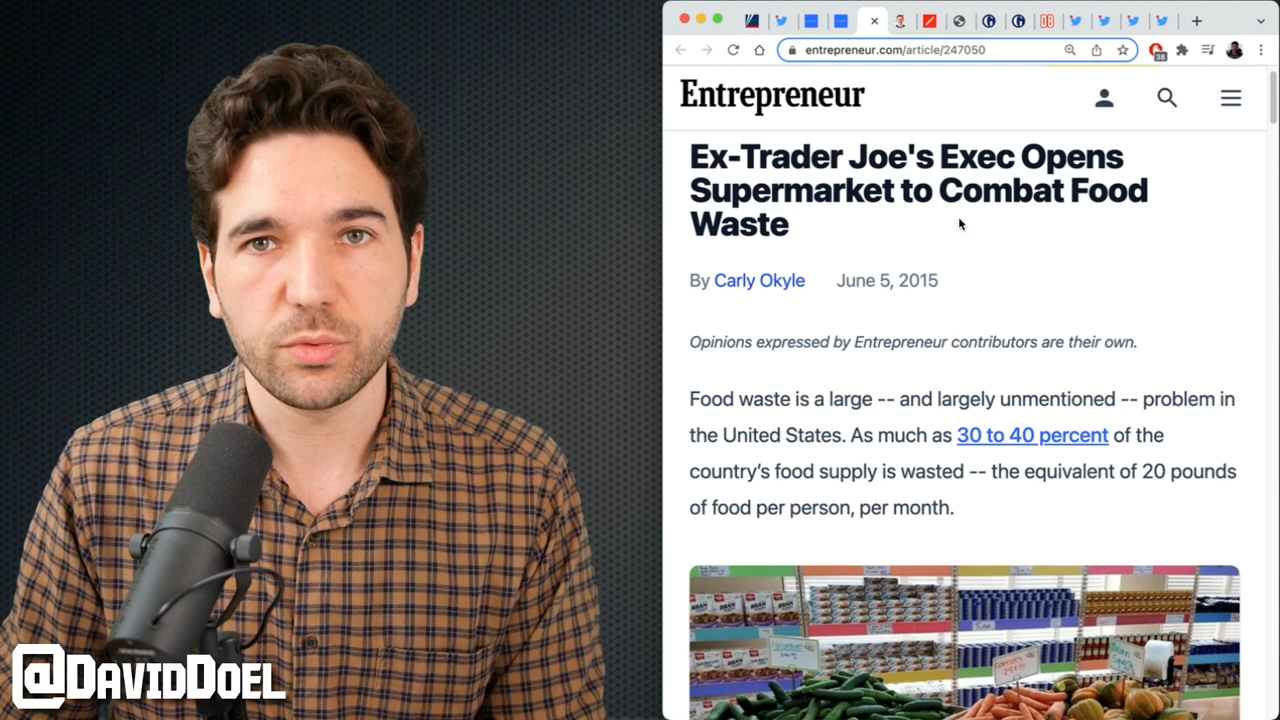 entrepreneur.com/article/247050
38
Entrepreneur
Ex-Trader Joe's Exec Opens
Supermarket to Combat Food
Waste
By Carly Okyle June 5, 2015
Opinions expressed by Entrepreneur contributors are their own.
Food waste is a large -- and largely unmentioned -- problem in
the United States. As much as 30 to 40 percent of the
country's food supply is wasted -- the equivalent of 20 pounds
of food per person, per month.
BRAN
@DavidDoel